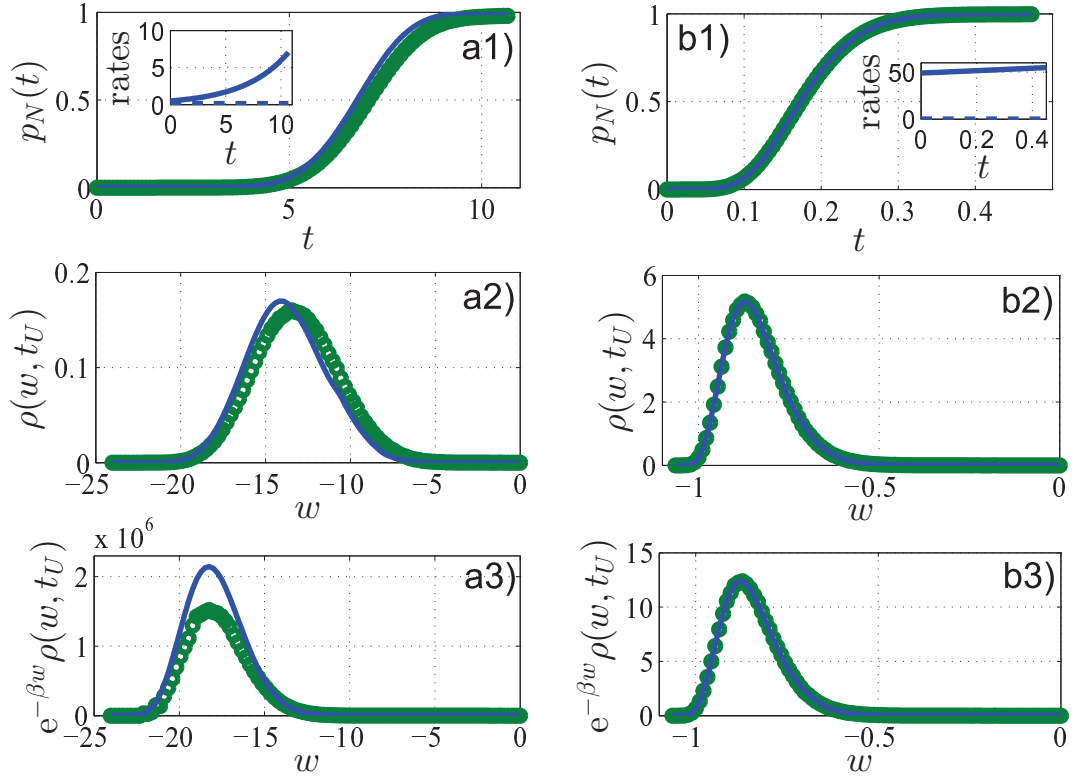 a1)
p_N(t)
1
0.5
0
0
5
10
t
rates
10
5
0
0
5
10
t
b1)
p_N(t)
1
0.5
0
0
0.1
0.2
0.3
0.4
t
rates
50
0
0
0.2
0.4
t
a2)
ρ(w, t_U)
0.2
0.1
0
−25
−20
−15
−10
−5
0
w
b2)
ρ(w, t_U)
6
4
2
0
−1
−0.5
0
w
a3)
e^{−βw}ρ(w, t_U)
x 10^6
2
1
0
−25
−20
−15
−10
−5
0
w
b3)
e^{−βw}ρ(w, t_U)
15
10
5
0
−1
−0.5
0
w